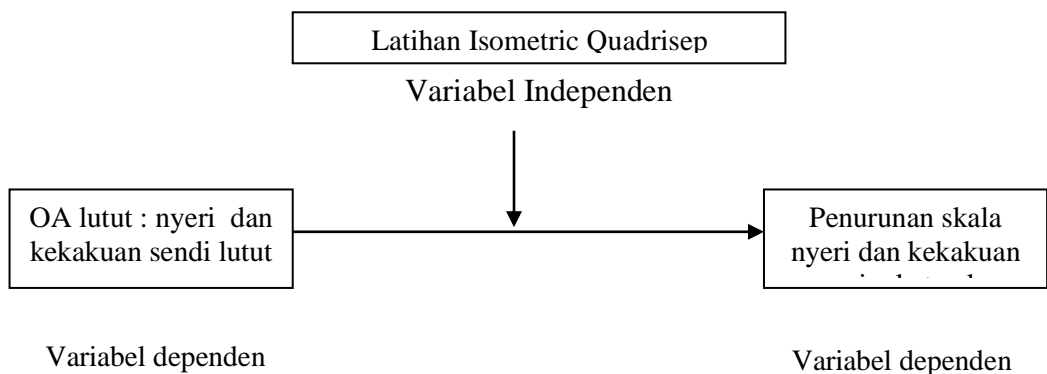 Latihan Isometric Quadrisep
Variabel Independen
OA lutut : nyeri dan
kekakuan sendi lutut
Penurunan skala
nyeri dan kekakuan
Variabel dependen
Variabel dependen